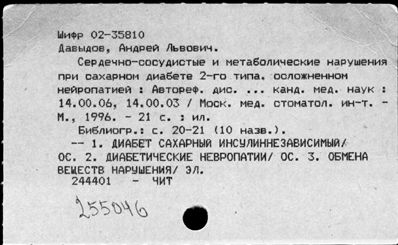 Шифр 02-35810
Давыдов, Андрей Львович.
Сердечно-сосудистые и метаболические нарушения
при сахарном диабете 2-го типа, осложненном
нейропатией : Автореф. дис. ... канд. мед. наук :
14.00.06, 14.00.03 / Моск. мед. стоматол. ин-т. -
М., 1996. - 21 с. : ил.
Библиогр.: с. 20-21 (10 назв.).
-- 1. ДИАБЕТ САХАРНЫЙ ИНСУЛИННЕЗАВИСИМЫЙ/
ОС. 2. ДИАБЕТИЧЕСКИЕ НЕВРОПАТИИ/ ОС. 3. ОБМЕНА
ВЕЩЕСТВ НАРУШЕНИЯ/ ЭЛ.
244401 - ЧИТ
255046